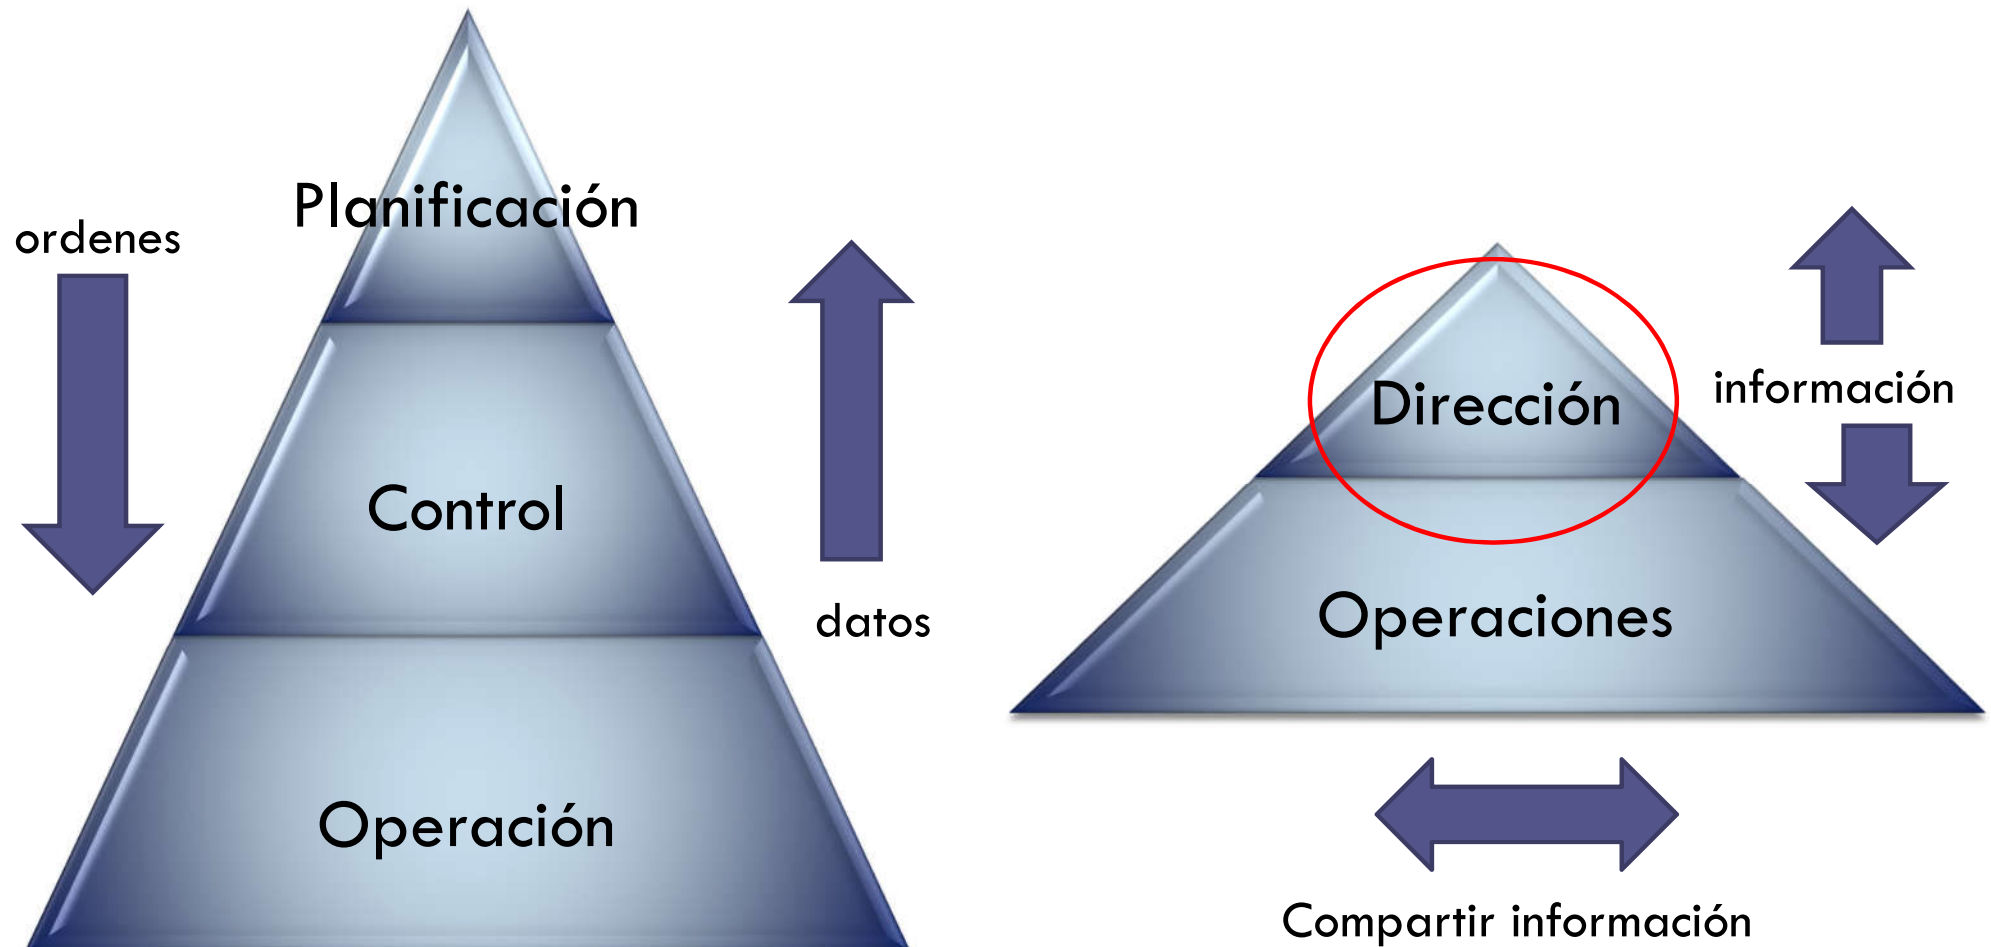 Planificación
ordenes
Control
datos
Operación
Dirección
información
Operaciones
Compartir información